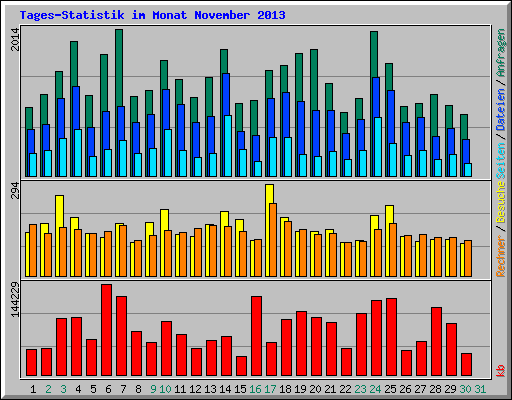 Tages-Statistik im Monat November 2013
2014
Seiten / Dateien / Anfragen
294
Rechner / Besuche
144229
kb
1 2 3 4 5 6 7 8 9 10 11 12 13 14 15 16 17 18 19 20 21 22 23 24 25 26 27 28 29 30 31